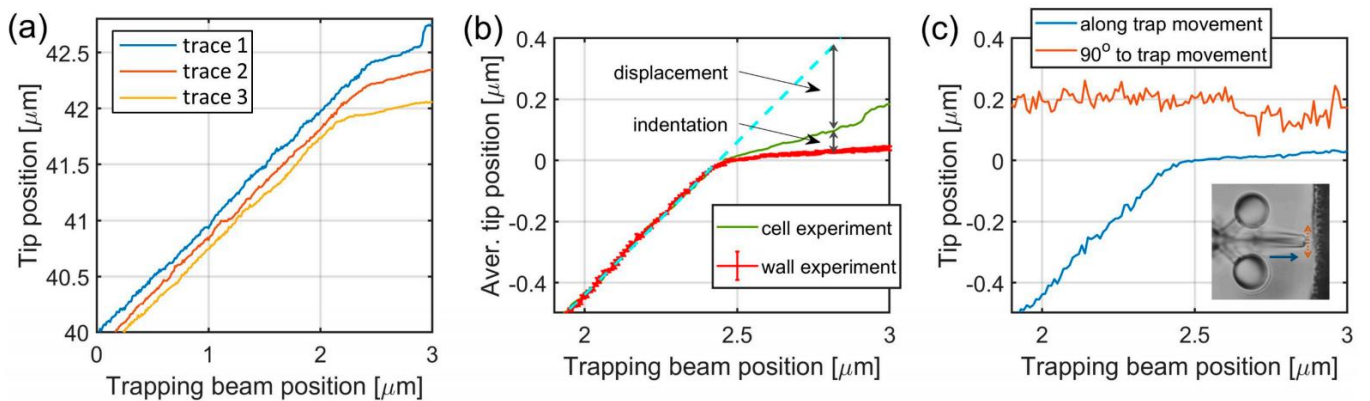 (a)
trace 1
trace 2
trace 3
Tip position [μm]
42.5
42
41.5
41
40.5
40
0
1
2
3
Trapping beam position [μm]
(b)
displacement
indentation
cell experiment
wall experiment
Aver. tip position [μm]
0.4
0.2
0
-0.2
-0.4
2
2.5
3
Trapping beam position [μm]
(c)
along trap movement
90° to trap movement
Tip position [μm]
0.4
0.2
0
-0.2
-0.4
2
2.5
3
Trapping beam position [μm]